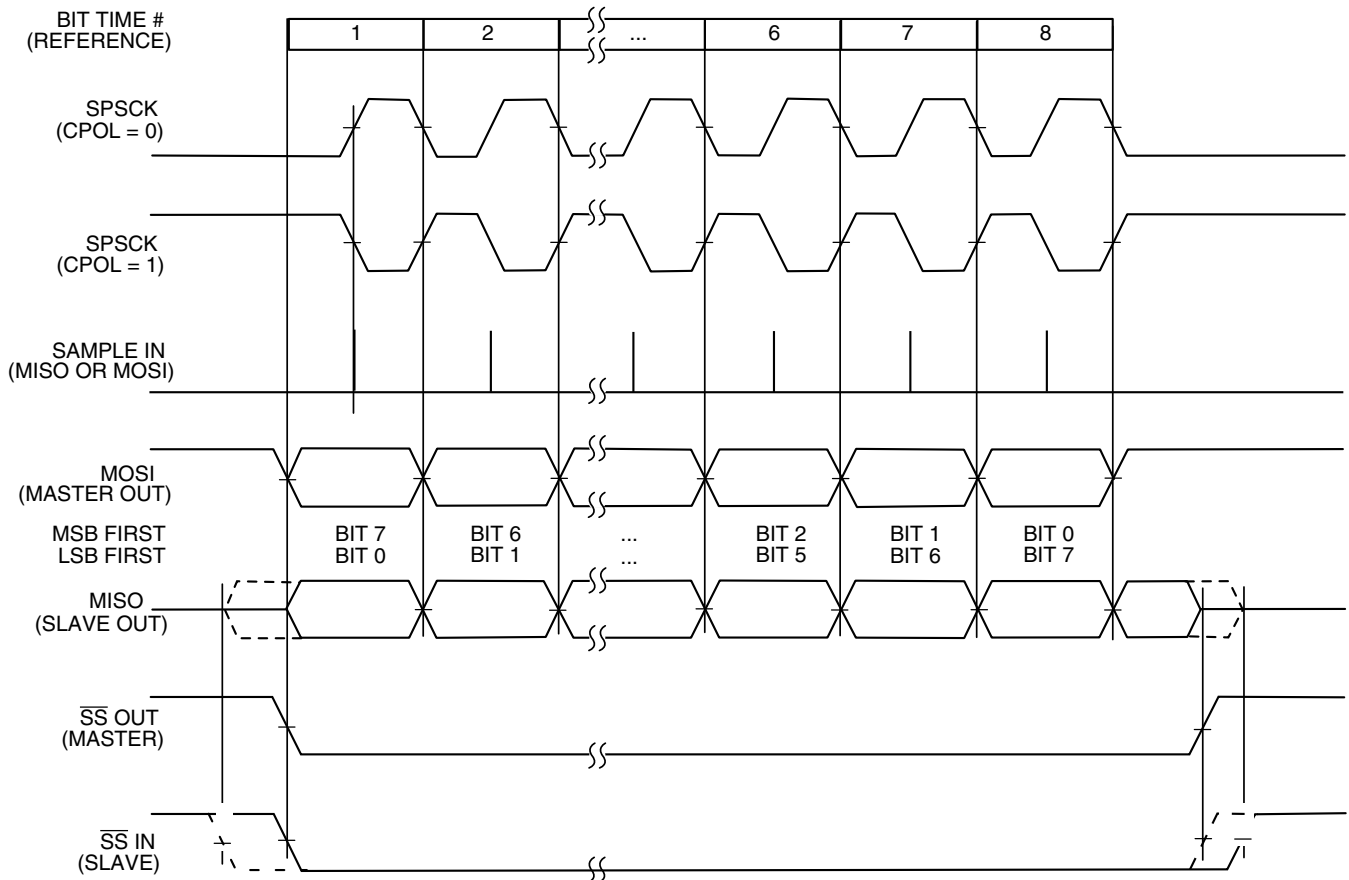 BIT TIME #
(REFERENCE)
1 2 ... 6 7 8
SPSCK
(CPOL = 0)
SPSCK
(CPOL = 1)
SAMPLE IN
(MISO OR MOSI)
MOSI
(MASTER OUT)
MSB FIRST BIT 7 BIT 6 ... BIT 2 BIT 1 BIT 0
LSB FIRST BIT 0 BIT 1 ... BIT 5 BIT 6 BIT 7
MISO
(SLAVE OUT)
S̅S̅ OUT
(MASTER)
S̅S̅ IN
(SLAVE)